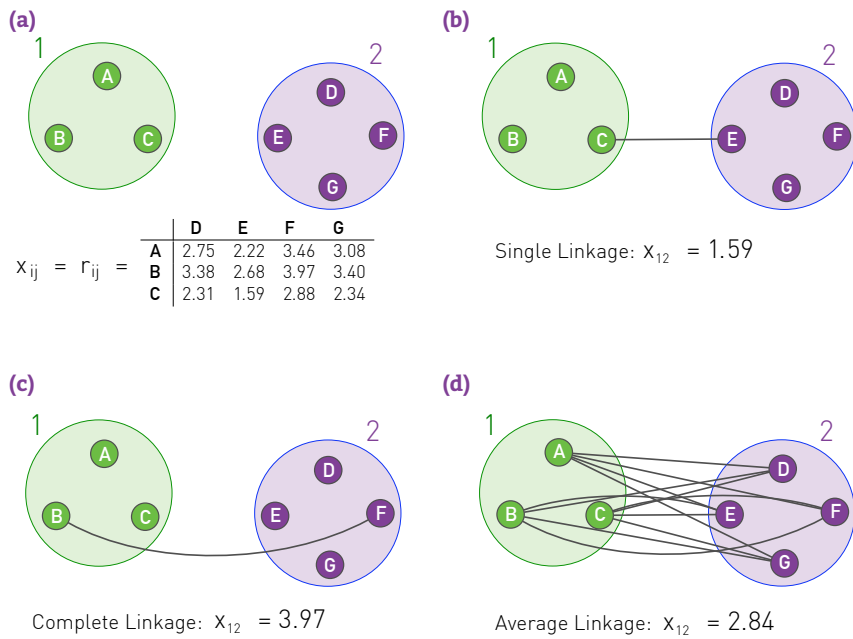 (a)
1
2
A
B
C
D
E
F
G
D E F G
A 2.75 2.22 3.46 3.08
B 3.38 2.68 3.97 3.40
C 2.31 1.59 2.88 2.34
x_ij = r_ij =
(b)
1
2
A
B
C
D
E
F
G
Single Linkage: x_12 = 1.59
(c)
1
2
A
B
C
D
E
F
G
Complete Linkage: x_12 = 3.97
(d)
1
2
A
B
C
D
E
F
G
Average Linkage: x_12 = 2.84